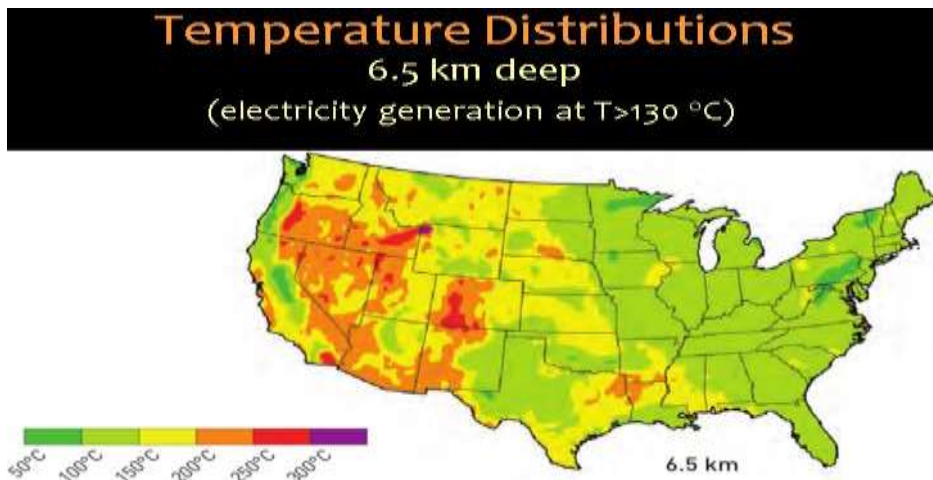 Temperature Distributions
6.5 km deep
(electricity generation at T>130 °C)
50°C
100°C
150°C
200°C
250°C
300°C
6.5 km